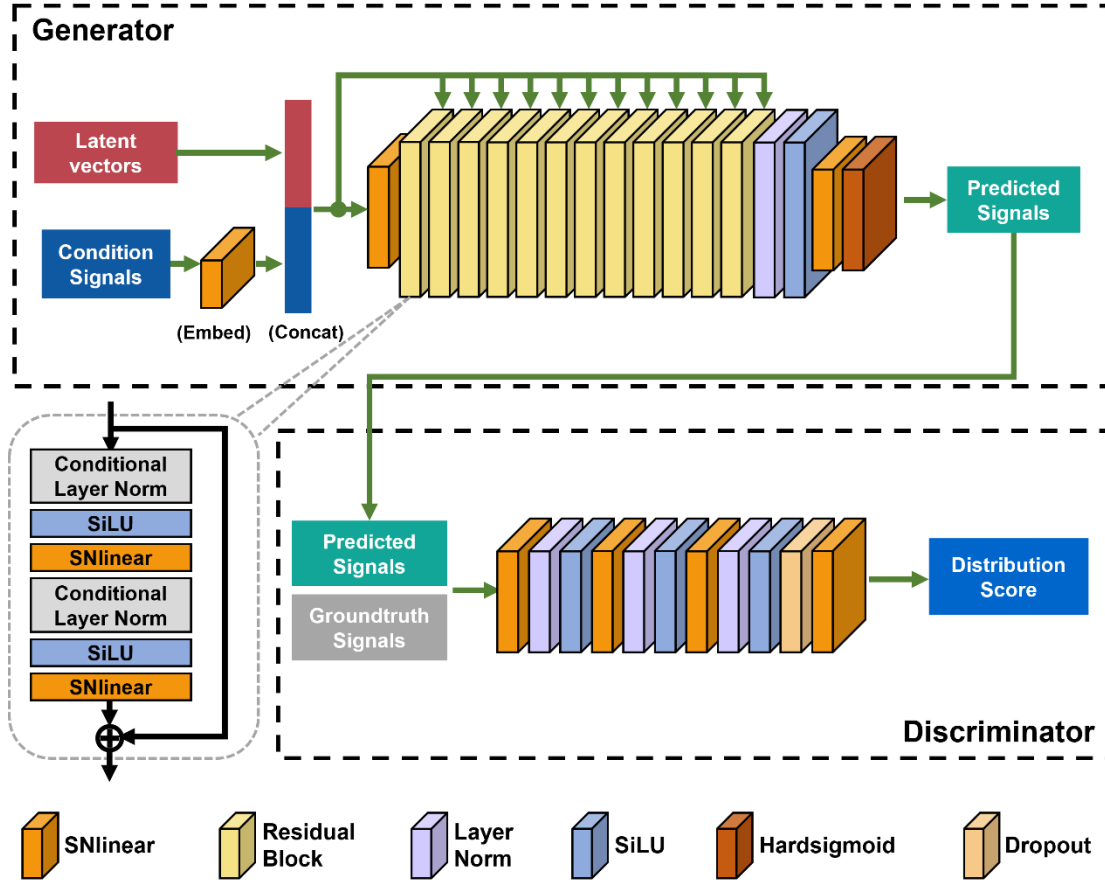 Generator
Latent
vectors
Condition
Signals
(Embed)
(Concat)
Predicted
Signals
Conditional
Layer Norm
SiLU
SNlinear
Conditional
Layer Norm
SiLU
SNlinear
Predicted
Signals
Groundtruth
Signals
Distribution
Score
Discriminator
SNlinear
Residual
Block
Layer
Norm
SiLU
Hardsigmoid
Dropout